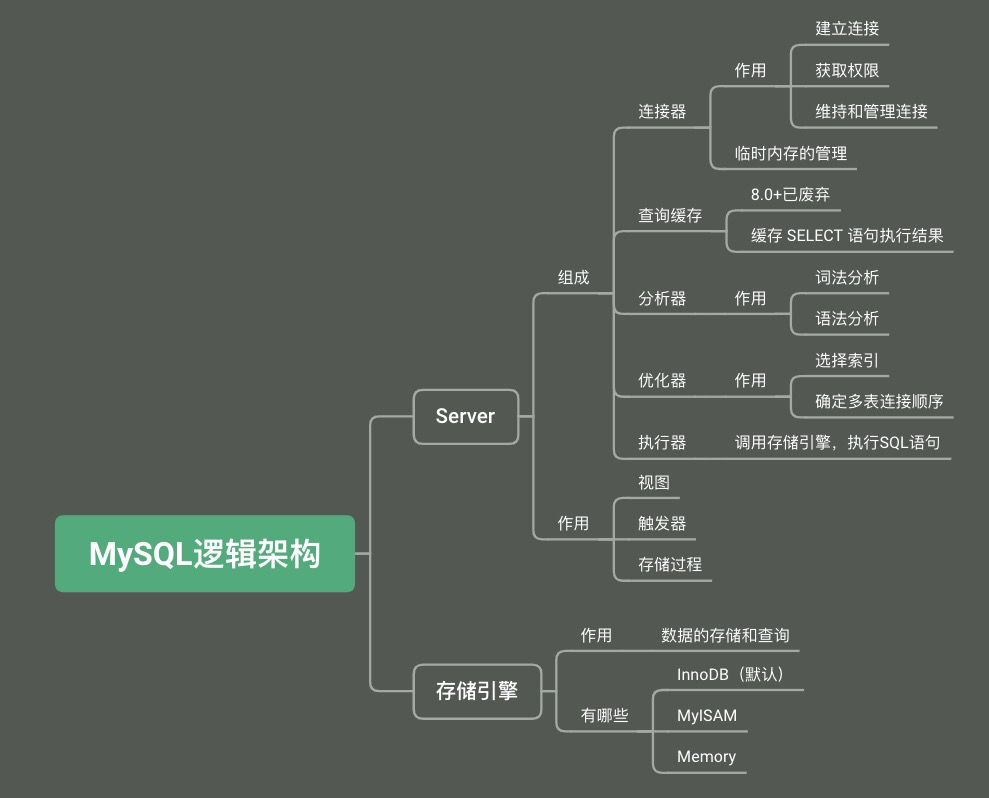 建立连接
作用
获取权限
连接器
维持和管理连接
临时内存的管理
8.0+已废弃
查询缓存
缓存 SELECT 语句执行结果
组成
词法分析
分析器
作用
语法分析
选择索引
优化器
作用
确定多表连接顺序
Server
执行器
调用存储引擎，执行SQL语句
视图
作用
触发器
存储过程
MySQL逻辑架构
作用
数据的存储和查询
InnoDB（默认）
存储引擎
有哪些
MyISAM
Memory